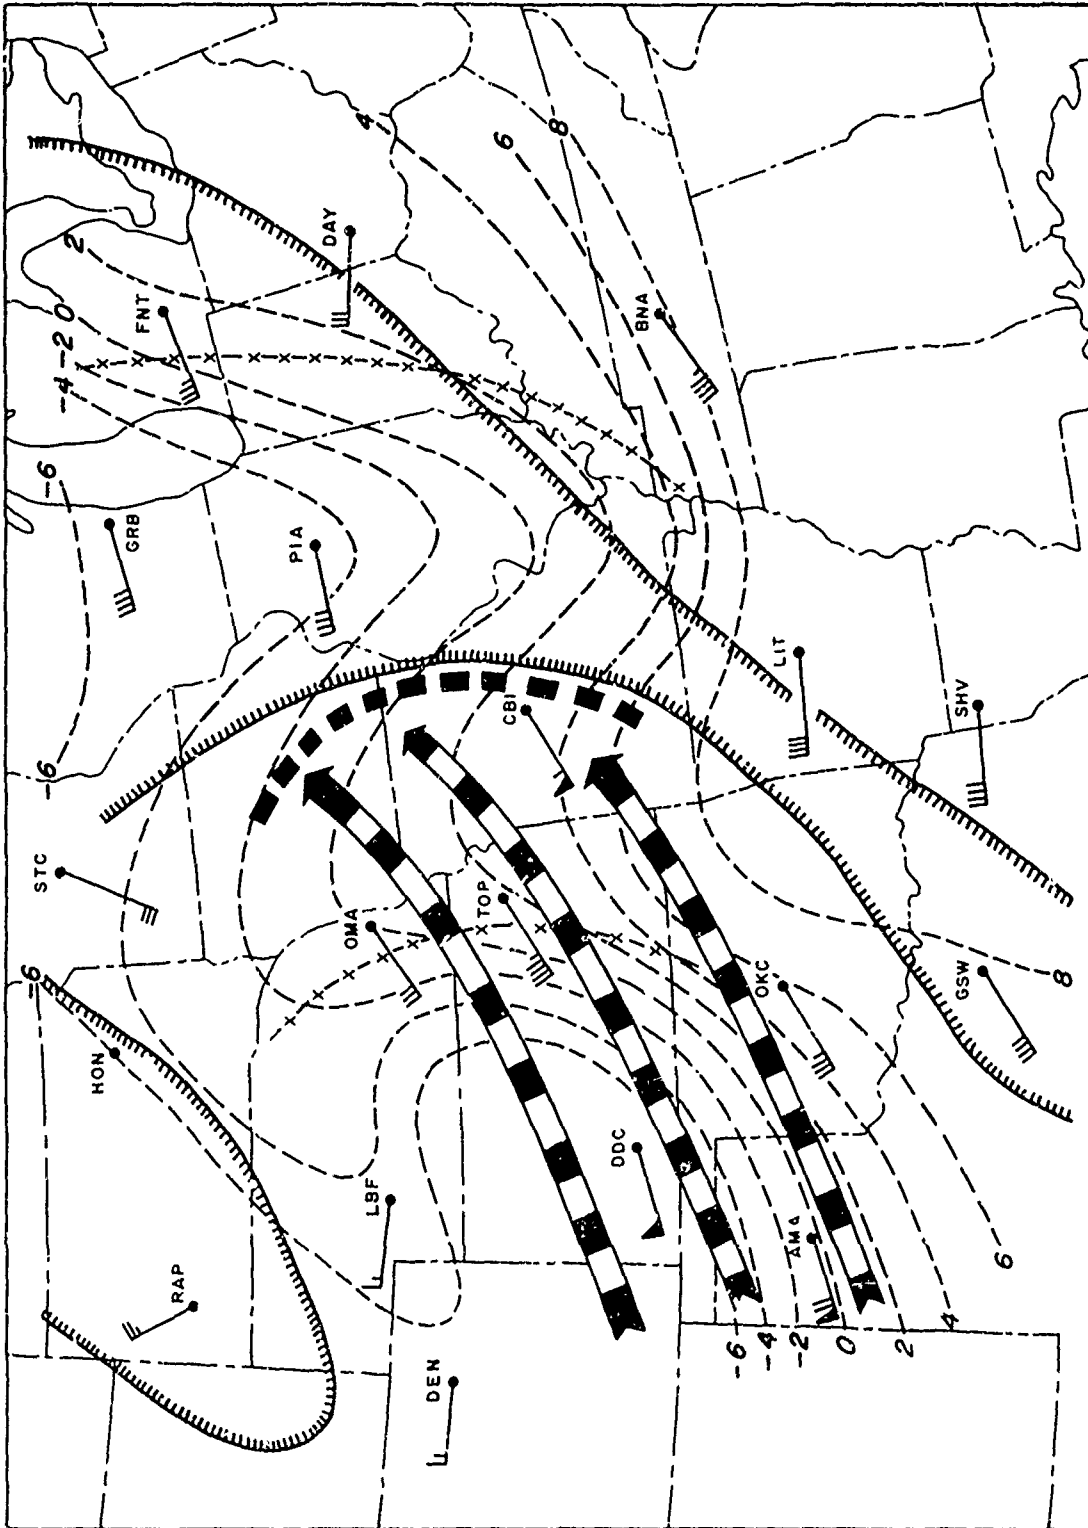 4
6
8
2
0
-2
-4
-6
-6
-6
DAY
FNT
BNA
GRB
PIA
LIT
SHV
CBI
STC
TOP
OMA
OKC
GSW
8
HON
DDC
LBF
AMA
6
RAP
DEN
-6
-4
-2
0
2
4